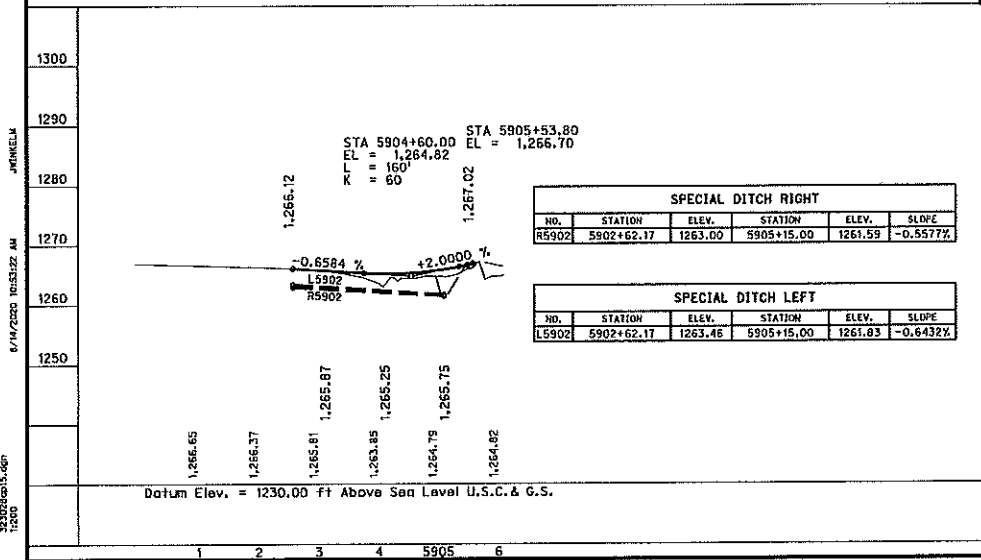 1300
1290
1280
1270
1260
1250
STA 5904+60.00
EL = 1,264.82
L = 160'
K = 60
STA 5905+53.80
EL = 1,266.70
1,266.12
1,267.02
-0.6584 %
+2.0000 %
L5902
R5902
SPECIAL DITCH RIGHT
NO. STATION ELEV. STATION ELEV. SLOPE
R5902 5902+62.17 1263.00 5905+15.00 1261.59 -0.5577%
SPECIAL DITCH LEFT
NO. STATION ELEV. STATION ELEV. SLOPE
L5902 5902+62.17 1263.46 5905+15.00 1261.83 -0.6432%
1,265.87
1,265.25
1,265.75
1,266.65
1,266.37
1,265.81
1,263.85
1,264.79
1,264.82
Datum Elev. = 1230.00 ft Above Sea Level U.S.C.& G.S.
1 2 3 4 5905 6
JWINKELM
6/14/2020 10:53:22 AM
1:200